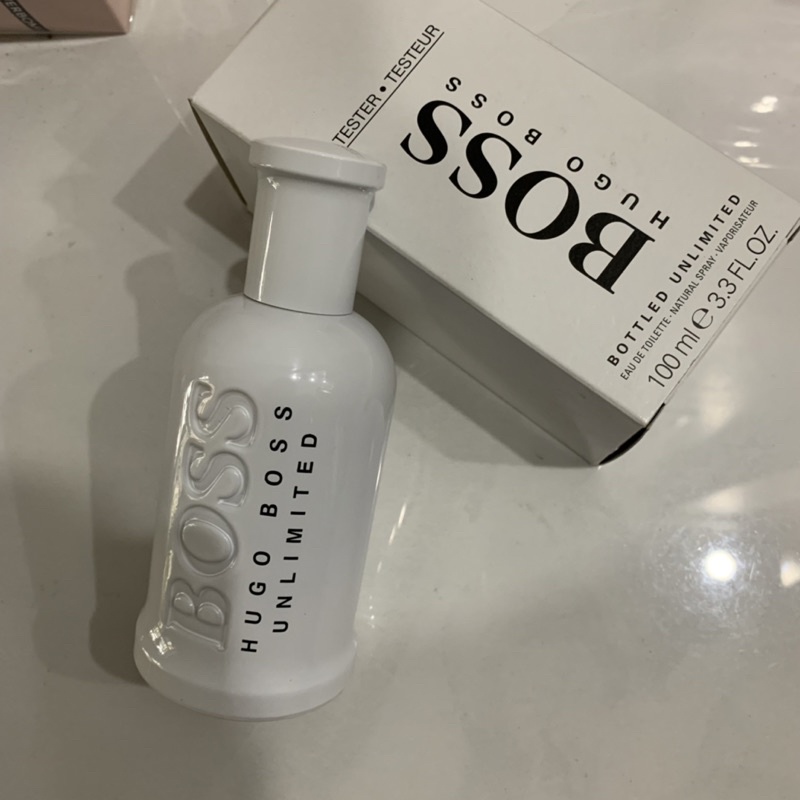 TESTER • TESTEUR
BOSS
HUGO BOSS
BOTTLED UNLIMITED
EAU DE TOILETTE · NATURAL SPRAY · VAPORISATEUR
100 ml ℮ 3.3 FL.OZ.
BOSS
HUGO BOSS
UNLIMITED